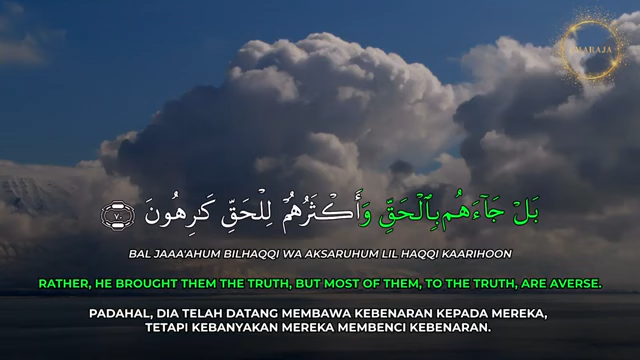 بَلْ جَآءَهُم بِٱلْحَقِّ وَأَكْثَرُهُمْ لِلْحَقِّ كَـٰرِهُونَ ٧٠
BAL JAAA'AHUM BILHAQQI WA AKSARUHUM LIL HAQQI KAARIHOON
RATHER, HE BROUGHT THEM THE TRUTH, BUT MOST OF THEM, TO THE TRUTH, ARE AVERSE.
PADAHAL, DIA TELAH DATANG MEMBAWA KEBENARAN KEPADA MEREKA,
TETAPI KEBANYAKAN MEREKA MEMBENCI KEBENARAN.